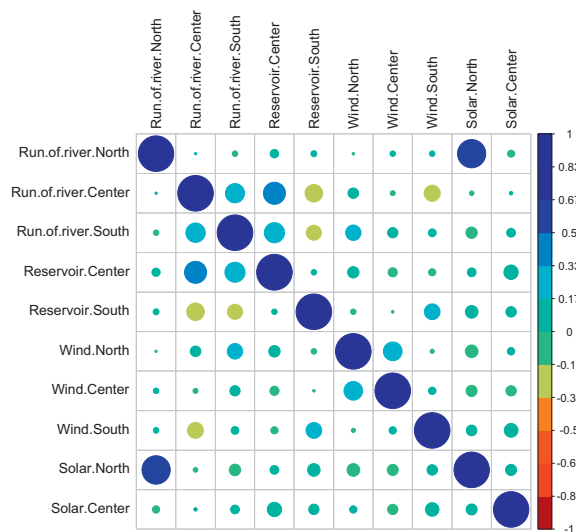 Run.of.river.North
Run.of.river.Center
Run.of.river.South
Reservoir.Center
Reservoir.South
Wind.North
Wind.Center
Wind.South
Solar.North
Solar.Center
Run.of.river.North
Run.of.river.Center
Run.of.river.South
Reservoir.Center
Reservoir.South
Wind.North
Wind.Center
Wind.South
Solar.North
Solar.Center
1
0.83
0.67
0.5
0.33
0.17
0
-0.1
-0.3
-0.5
-0.6
-0.8
-1